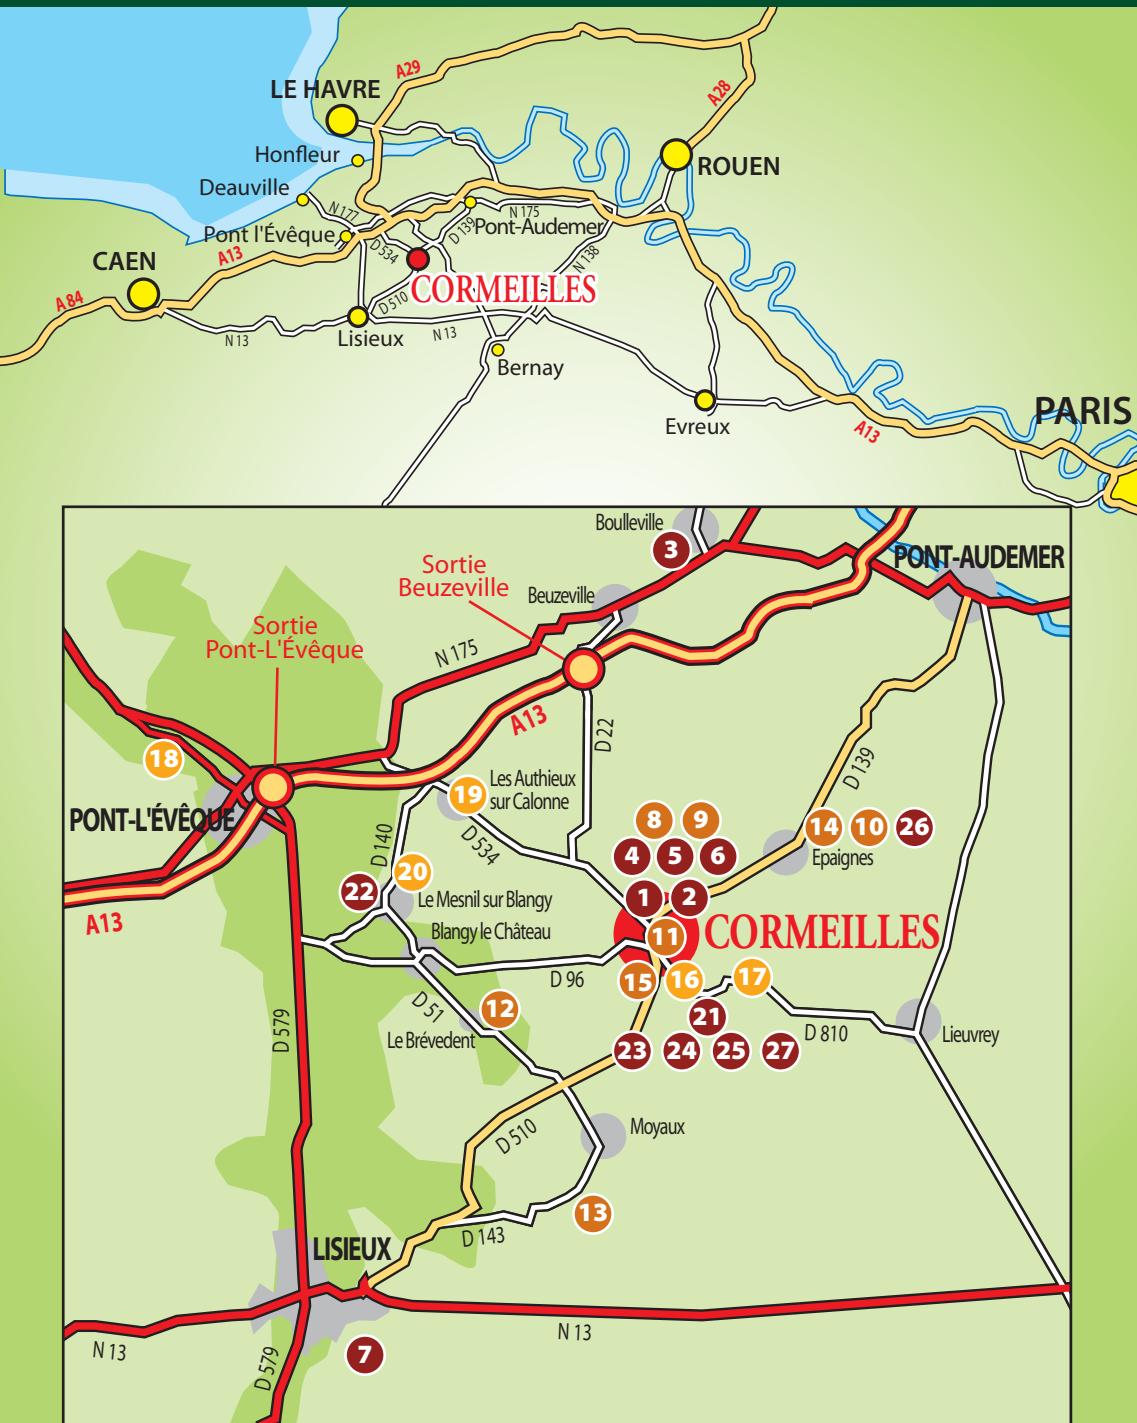 A29
LE HAVRE
A28
Honfleur
ROUEN
Deauville
N 177
N 175
D 139
Pont-Audemer
Pont l'Évêque
D 534
N 138
CAEN
A13
CORMEILLES
A 84
D 510
N 13
Lisieux
N 13
Bernay
PARIS
Evreux
A13
Boulleville
3
Sortie
Beuzeville
PONT-AUDEMER
Beuzeville
Sortie
Pont-L'Évêque
N 175
A13
D 22
18
D 139
19
Les Authieux
sur Calonne
PONT-L'ÉVÊQUE
8
9
14
10
26
D 140
D 534
4
5
6
Epaignes
20
22
Le Mesnil sur Blangy
1
2
A13
Blangy le Château
11
CORMEILLES
D 96
15
16
17
D 51
12
21
D 579
Le Brévedent
D 810
Lieuvrey
23
24
25
27
D 510
Moyaux
13
D 143
LISIEUX
N 13
N 13
7
D 579